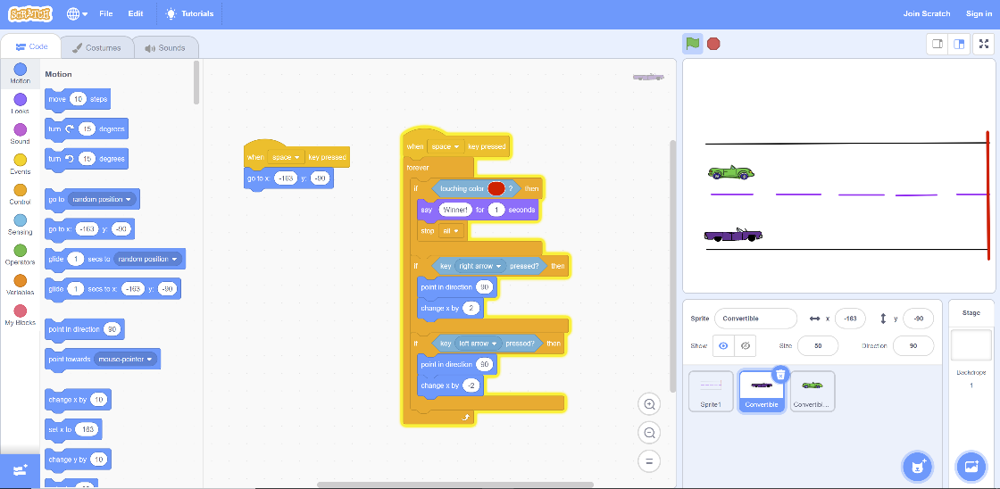 SCRATCH File Edit Tutorials Join Scratch Sign in
Code Costumes Sounds
Motion
Looks
Sound
Events
Control
Sensing
Operators
Variables
My Blocks
Motion
move 10 steps
turn 15 degrees
turn 15 degrees
go to random position
go to x: -163 y: -90
glide 1 secs to random position
glide 1 secs to x: -163 y: -90
point in direction 90
point towards mouse-pointer
change x by 10
set x to -163
change y by 10
when space key pressed
go to x: -163 y: -90
when space key pressed
forever
if touching color ? then
say Winner! for 1 seconds
stop all
if key right arrow pressed? then
point in direction 90
change x by 2
if key left arrow pressed? then
point in direction 90
change x by -2
Sprite Convertible x -163 y -90
Show Size 50 Direction 90
Sprite1 Convertible Convertibl...
Stage
Backdrops
1